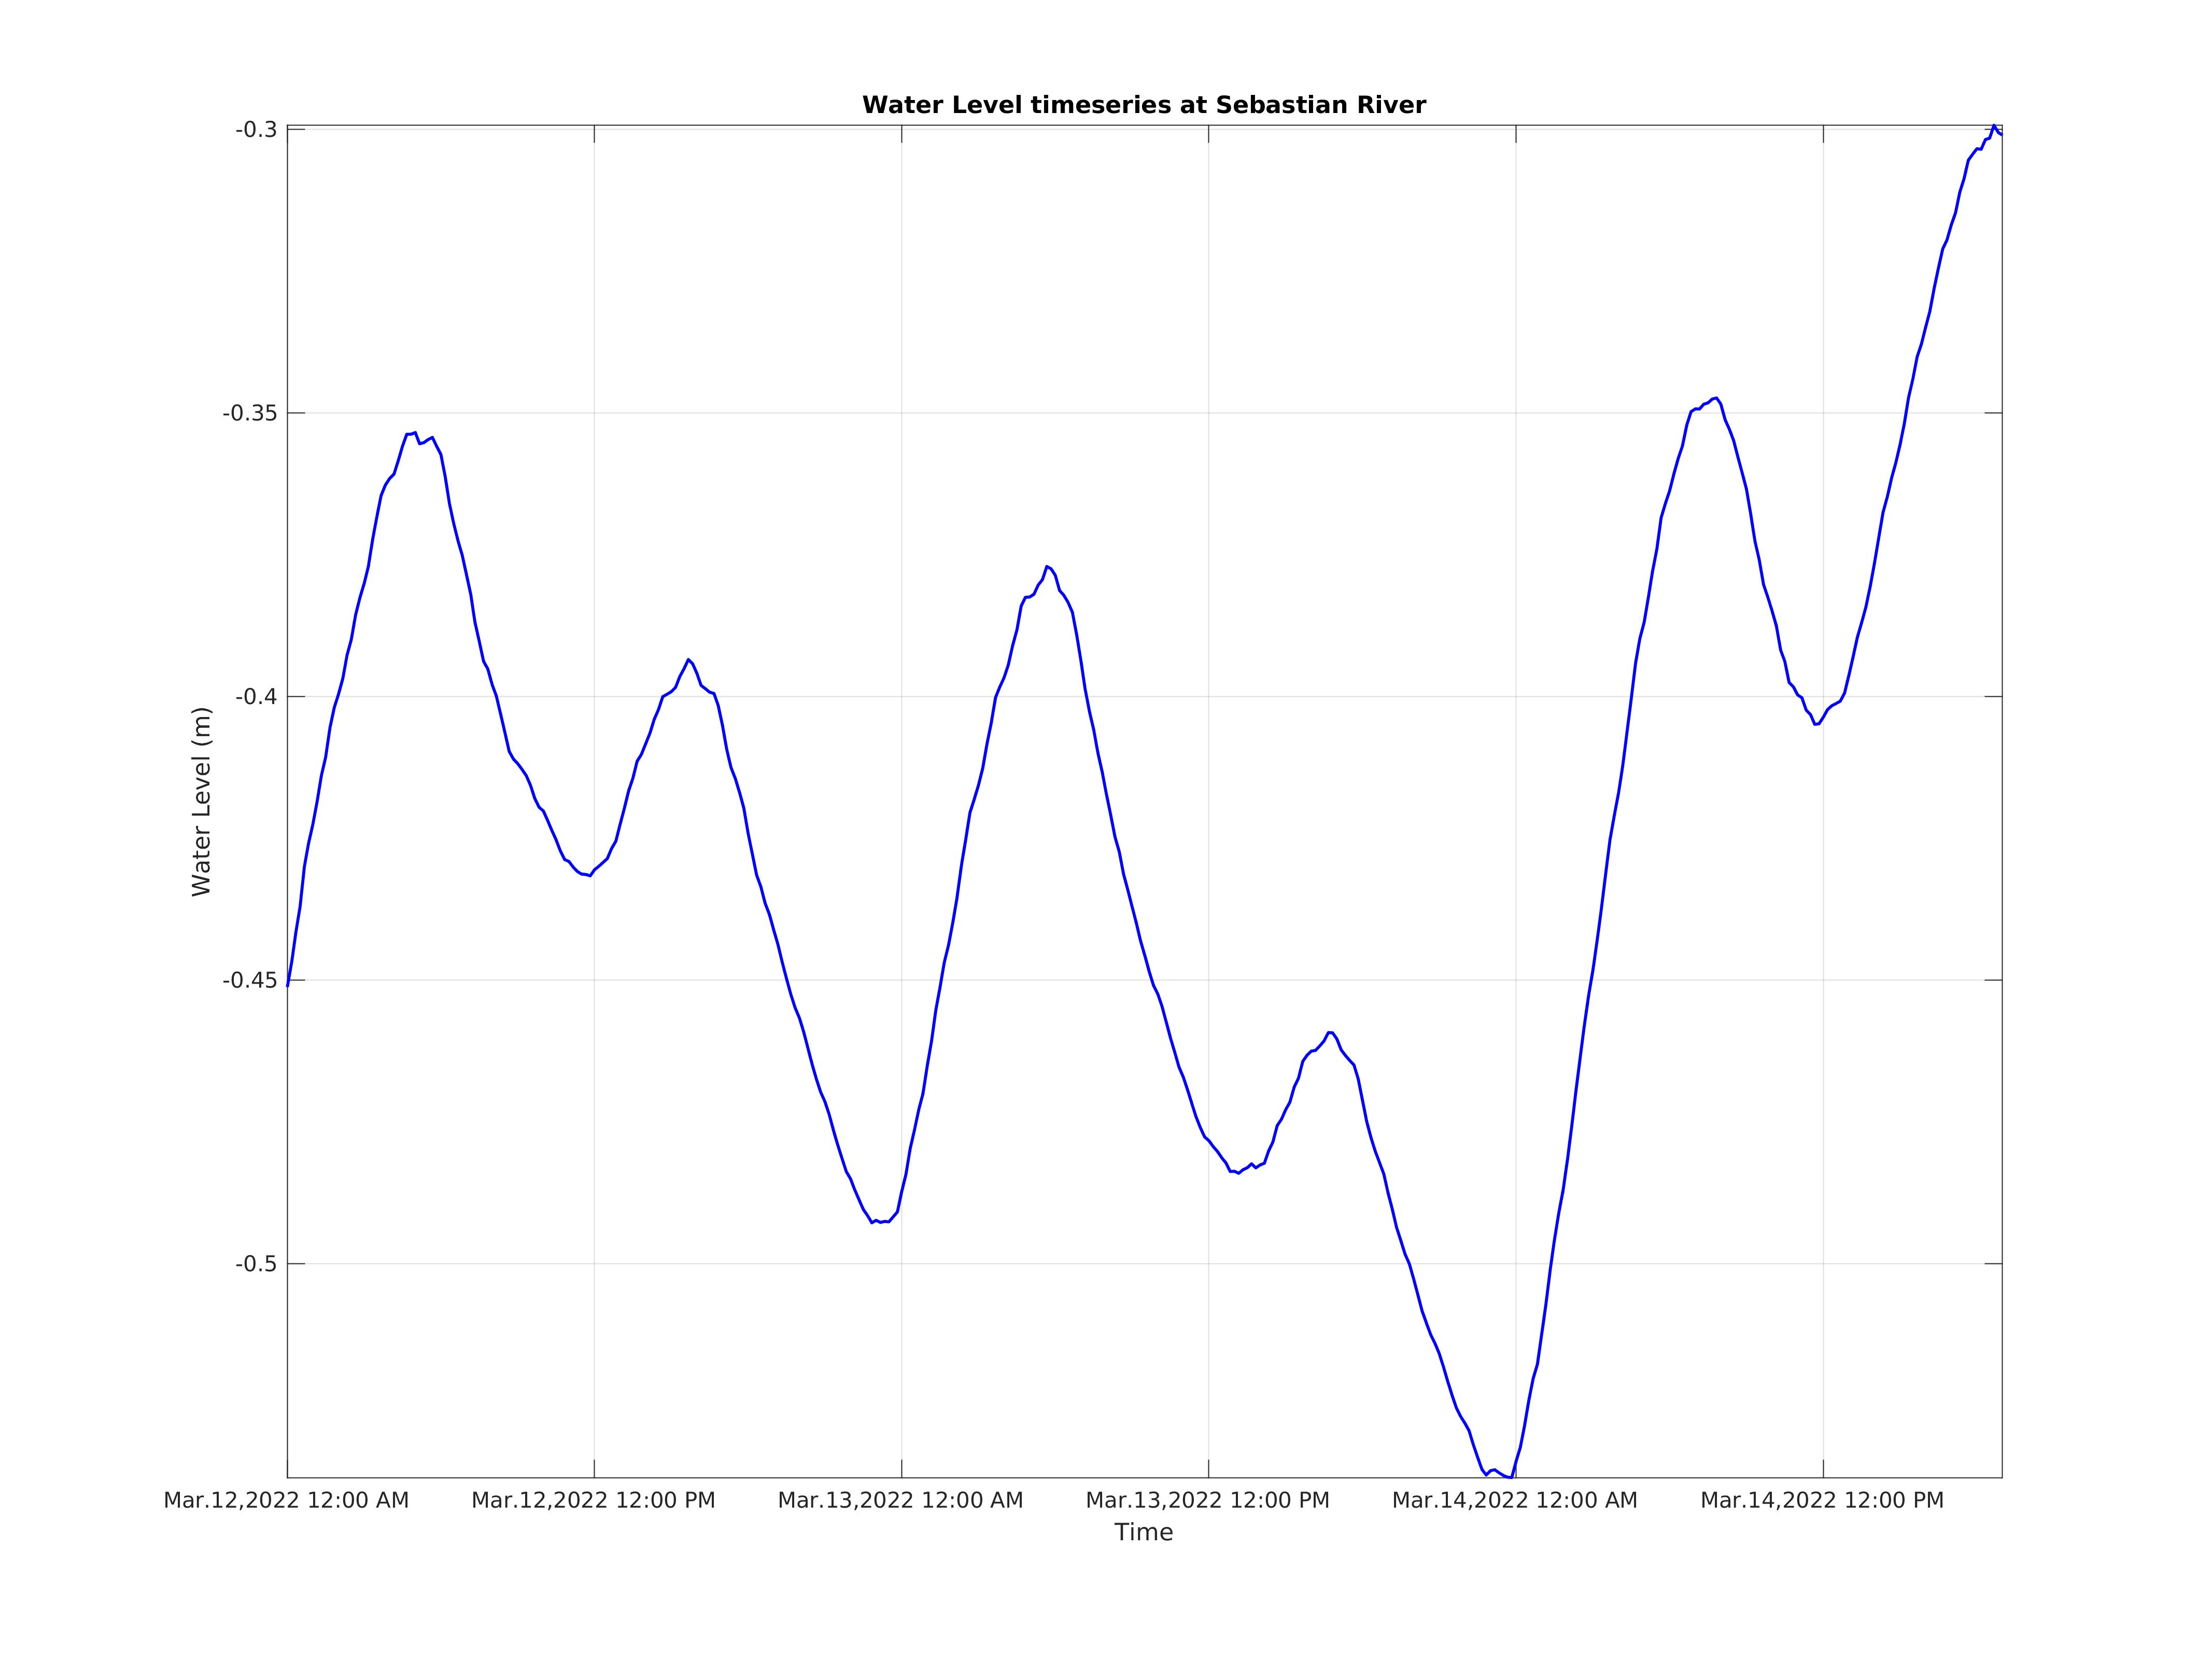 Water Level timeseries at Sebastian River
-0.3
-0.35
-0.4
-0.45
-0.5
Water Level (m)
Mar.12,2022 12:00 AM
Mar.12,2022 12:00 PM
Mar.13,2022 12:00 AM
Mar.13,2022 12:00 PM
Mar.14,2022 12:00 AM
Mar.14,2022 12:00 PM
Time